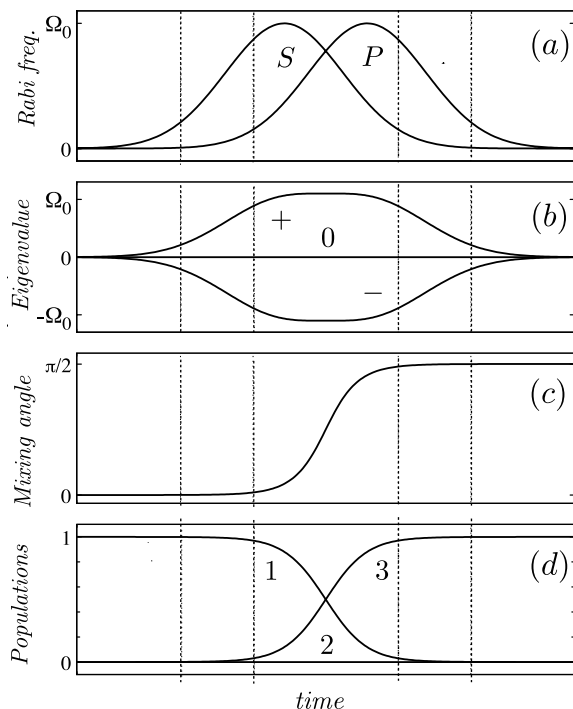 Rabi freq.
Ω₀
0
S
P
(a)
Eigenvalue
Ω₀
0
-Ω₀
+
0
−
(b)
Mixing angle
π/2
0
(c)
Populations
1
0
1
3
2
(d)
time